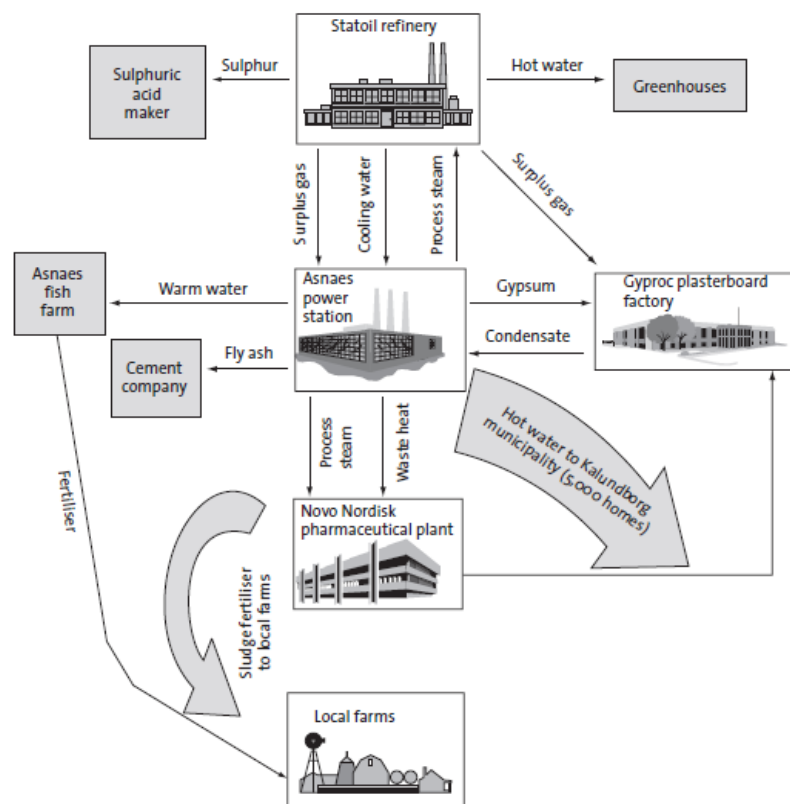 Statoil refinery
Sulphuric
acid
maker
Sulphur
Hot water
Greenhouses
Surplus gas
Cooling water
Process steam
Surplus gas
Asnaes
fish
farm
Warm water
Asnaes
power
station
Gypsum
Gyproc plasterboard
factory
Condensate
Cement
company
Fly ash
Process
steam
Waste heat
Hot water to Kalundborg
municipality (5,000 homes)
Fertiliser
Novo Nordisk
pharmaceutical plant
Sludge fertiliser
to local farms
Local farms